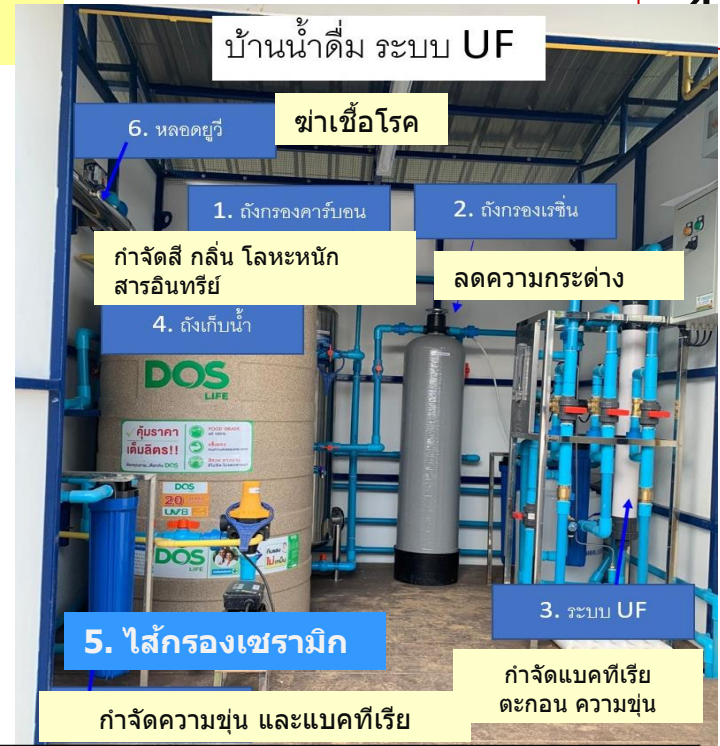 บ้านน้ำดื่ม ระบบ UF
6. หลอดยูวี
ฆ่าเชื้อโรค
1. ถังกรองคาร์บอน
2. ถังกรองเรซิ่น
กำจัดสี กลิ่น โลหะหนัก
สารอินทรีย์
ลดความกระด่าง
4. ถังเก็บน้ำ
DOS
LIFE
คุ้มราคา
เต็มลิตร!!
FOOD GRADE
DOS
20
UV8
DOS
LIFE
3. ระบบ UF
5. ไส้กรองเซรามิก
กำจัดแบคทีเรีย
ตะกอน ความขุ่น
กำจัดความขุ่น และแบคทีเรีย